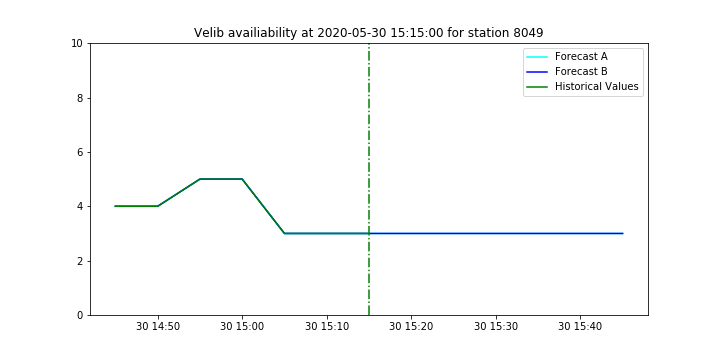 Velib availiability at 2020-05-30 15:15:00 for station 8049
10
8
6
4
2
0
Forecast A
Forecast B
Historical Values
30 14:50 30 15:00 30 15:10 30 15:20 30 15:30 30 15:40